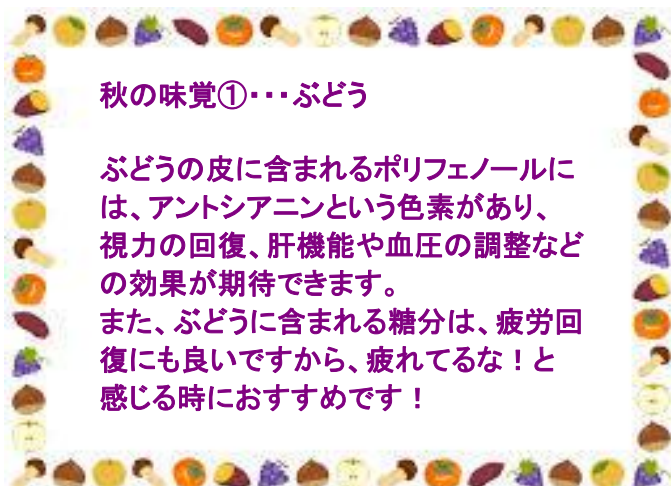 秋の味覚①･･･ぶどう
ぶどうの皮に含まれるポリフェノールに
は、アントシアニンという色素があり、
視力の回復、肝機能や血圧の調整など
の効果が期待できます。
また、ぶどうに含まれる糖分は、疲労回
復にも良いですから、疲れてるな！と
感じる時におすすめです！